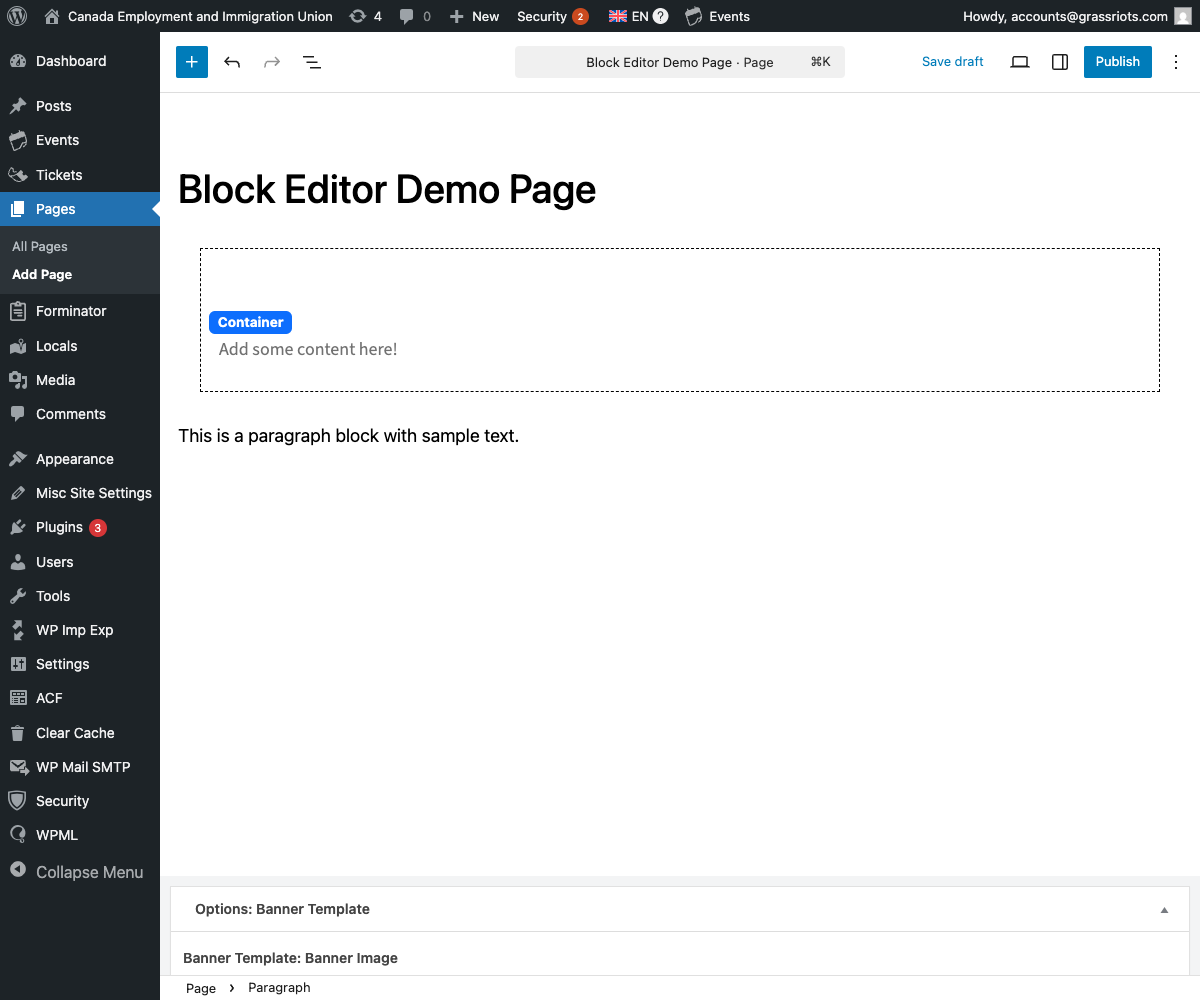 Canada Employment and Immigration Union 4 0 New Security 2 EN ? Events Howdy, accounts@grassriots.com
Dashboard
Posts
Events
Tickets
Pages
All Pages
Add Page
Forminator
Locals
Media
Comments
Appearance
Misc Site Settings
Plugins 3
Users
Tools
WP Imp Exp
Settings
ACF
Clear Cache
WP Mail SMTP
Security
WPML
Collapse Menu
Block Editor Demo Page · Page ⌘K
Save draft
Publish
Block Editor Demo Page
Container
Add some content here!
This is a paragraph block with sample text.
Options: Banner Template
Banner Template: Banner Image
Page › Paragraph